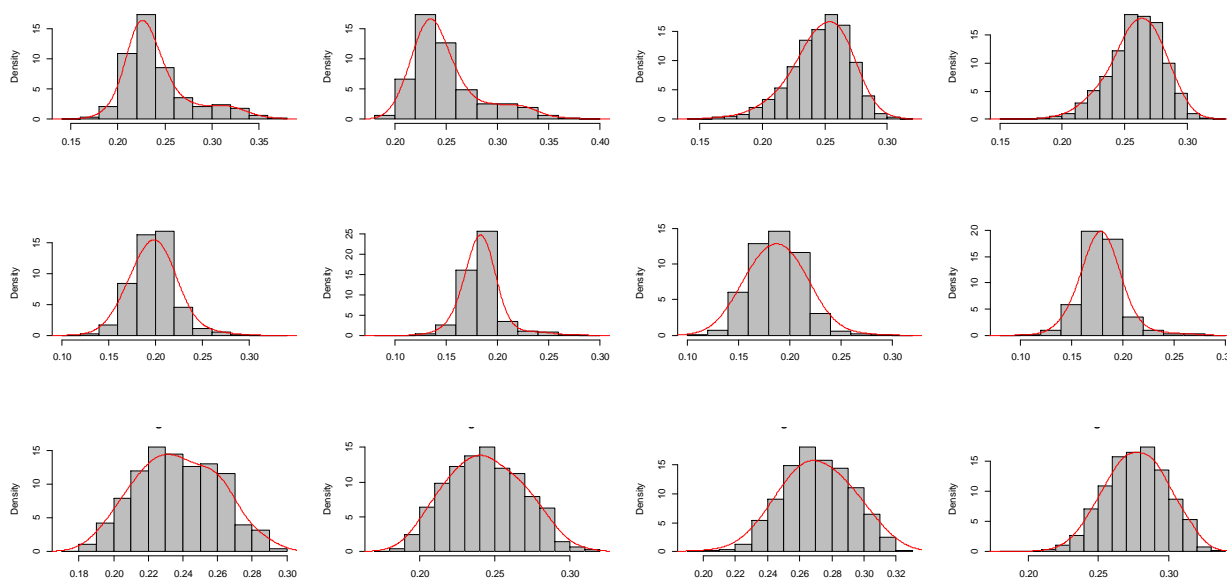 Density 0 5 10 15 0.15 0.20 0.25 0.30 0.35
Density 0 5 10 15 0.20 0.25 0.30 0.35 0.40
Density 0 5 10 15 0.15 0.20 0.25 0.30
Density 0 5 10 15 0.15 0.20 0.25 0.30
Density 0 5 10 15 0.10 0.15 0.20 0.25 0.30
Density 0 5 10 15 20 25 0.10 0.15 0.20 0.25 0.30
Density 0 5 10 15 0.10 0.15 0.20 0.25 0.30
Density 0 5 10 15 20 0.10 0.15 0.20 0.25
Density 0 5 10 15 0.18 0.20 0.22 0.24 0.26 0.28 0.30
Density 0 5 10 15 0.20 0.25 0.30
Density 0 5 10 15 0.20 0.22 0.24 0.26 0.28 0.30 0.32
Density 0 5 10 15 0.20 0.25 0.30